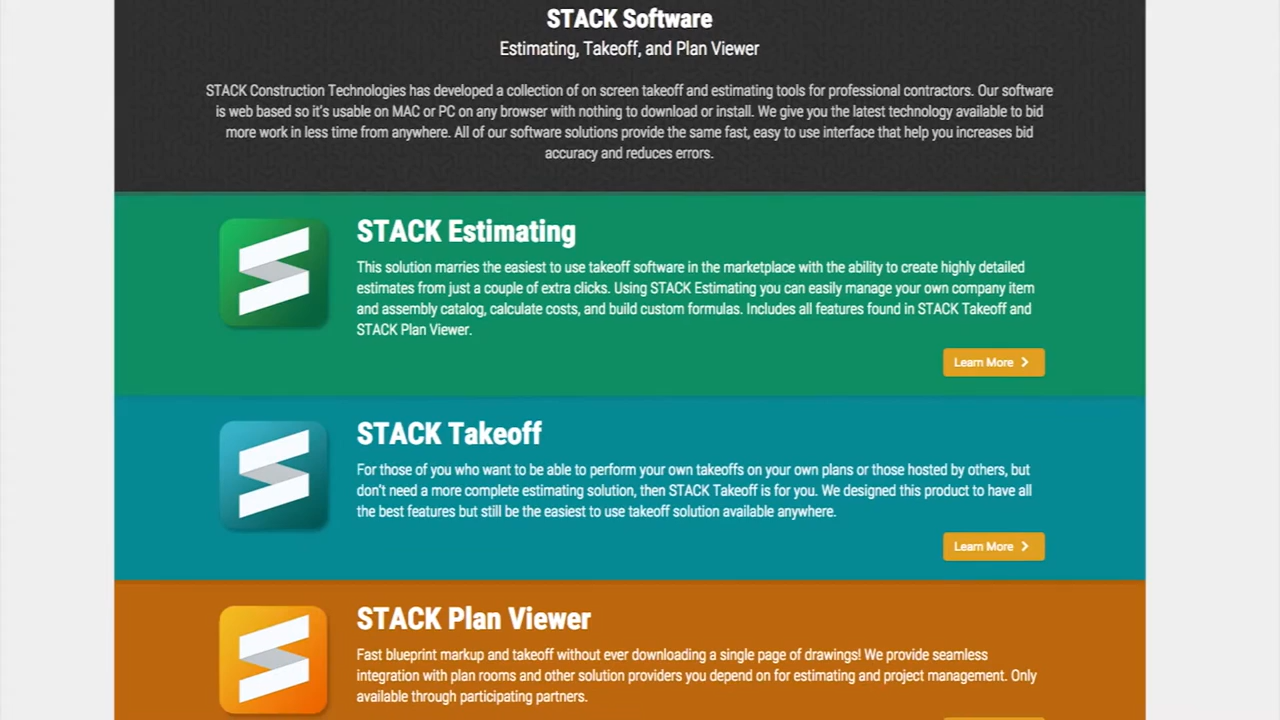 STACK Software
Estimating, Takeoff, and Plan Viewer
STACK Construction Technologies has developed a collection of on screen takeoff and estimating tools for professional contractors. Our software
is web based so it's usable on MAC or PC on any browser with nothing to download or install. We give you the latest technology available to bid
more work in less time from anywhere. All of our software solutions provide the same fast, easy to use interface that help you increases bid
accuracy and reduces errors.
STACK Estimating
This solution marries the easiest to use takeoff software in the marketplace with the ability to create highly detailed
estimates from just a couple of extra clicks. Using STACK Estimating you can easily manage your own company item
and assembly catalog, calculate costs, and build custom formulas. Includes all features found in STACK Takeoff and
STACK Plan Viewer.
Learn More
STACK Takeoff
For those of you who want to be able to perform your own takeoffs on your own plans or those hosted by others, but
don't need a more complete estimating solution, then STACK Takeoff is for you. We designed this product to have all
the best features but still be the easiest to use takeoff solution available anywhere.
Learn More
STACK Plan Viewer
Fast blueprint markup and takeoff without ever downloading a single page of drawings! We provide seamless
integration with plan rooms and other solution providers you depend on for estimating and project management. Only
available through participating partners.